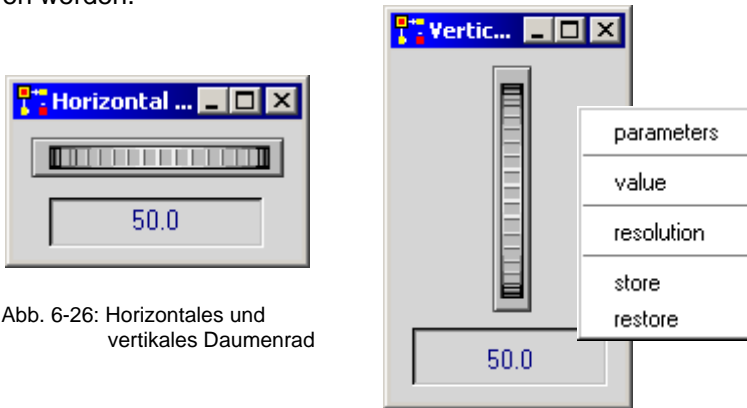 en werden.
Horizontal ...
50.0
Abb. 6-26: Horizontales und
vertikales Daumenrad
Vertic...
50.0
parameters
value
resolution
store
restore